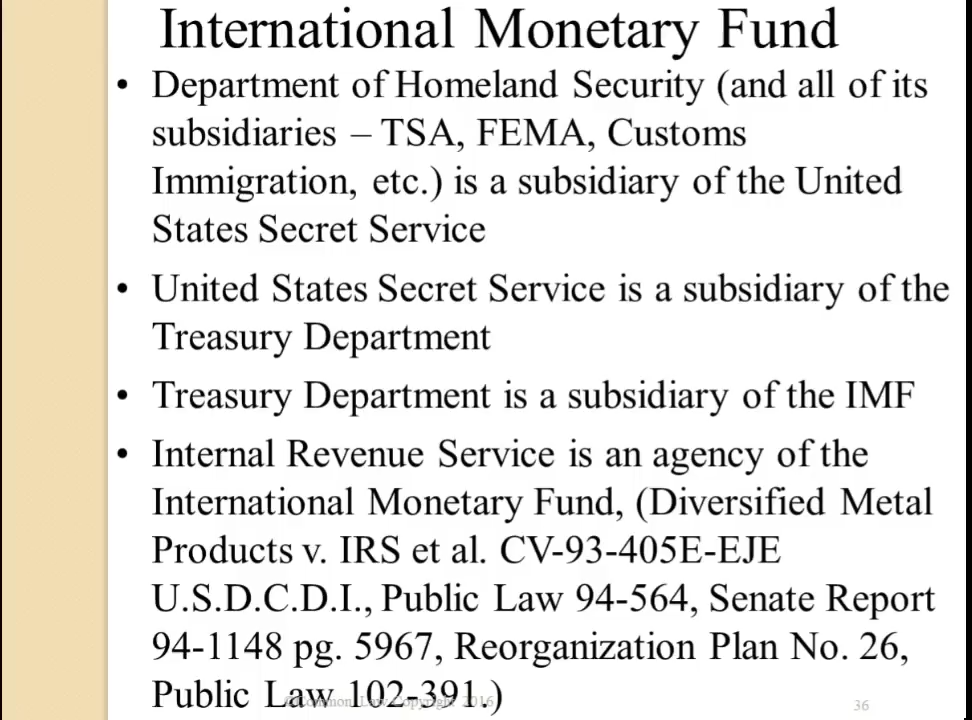 International Monetary Fund
• Department of Homeland Security (and all of its
subsidiaries – TSA, FEMA, Customs
Immigration, etc.) is a subsidiary of the United
States Secret Service
• United States Secret Service is a subsidiary of the
Treasury Department
• Treasury Department is a subsidiary of the IMF
• Internal Revenue Service is an agency of the
International Monetary Fund, (Diversified Metal
Products v. IRS et al. CV-93-405E-EJE
U.S.D.C.D.I., Public Law 94-564, Senate Report
94-1148 pg. 5967, Reorganization Plan No. 26,
Public Law 102-391.)
©Common Law Copyright 2016
36